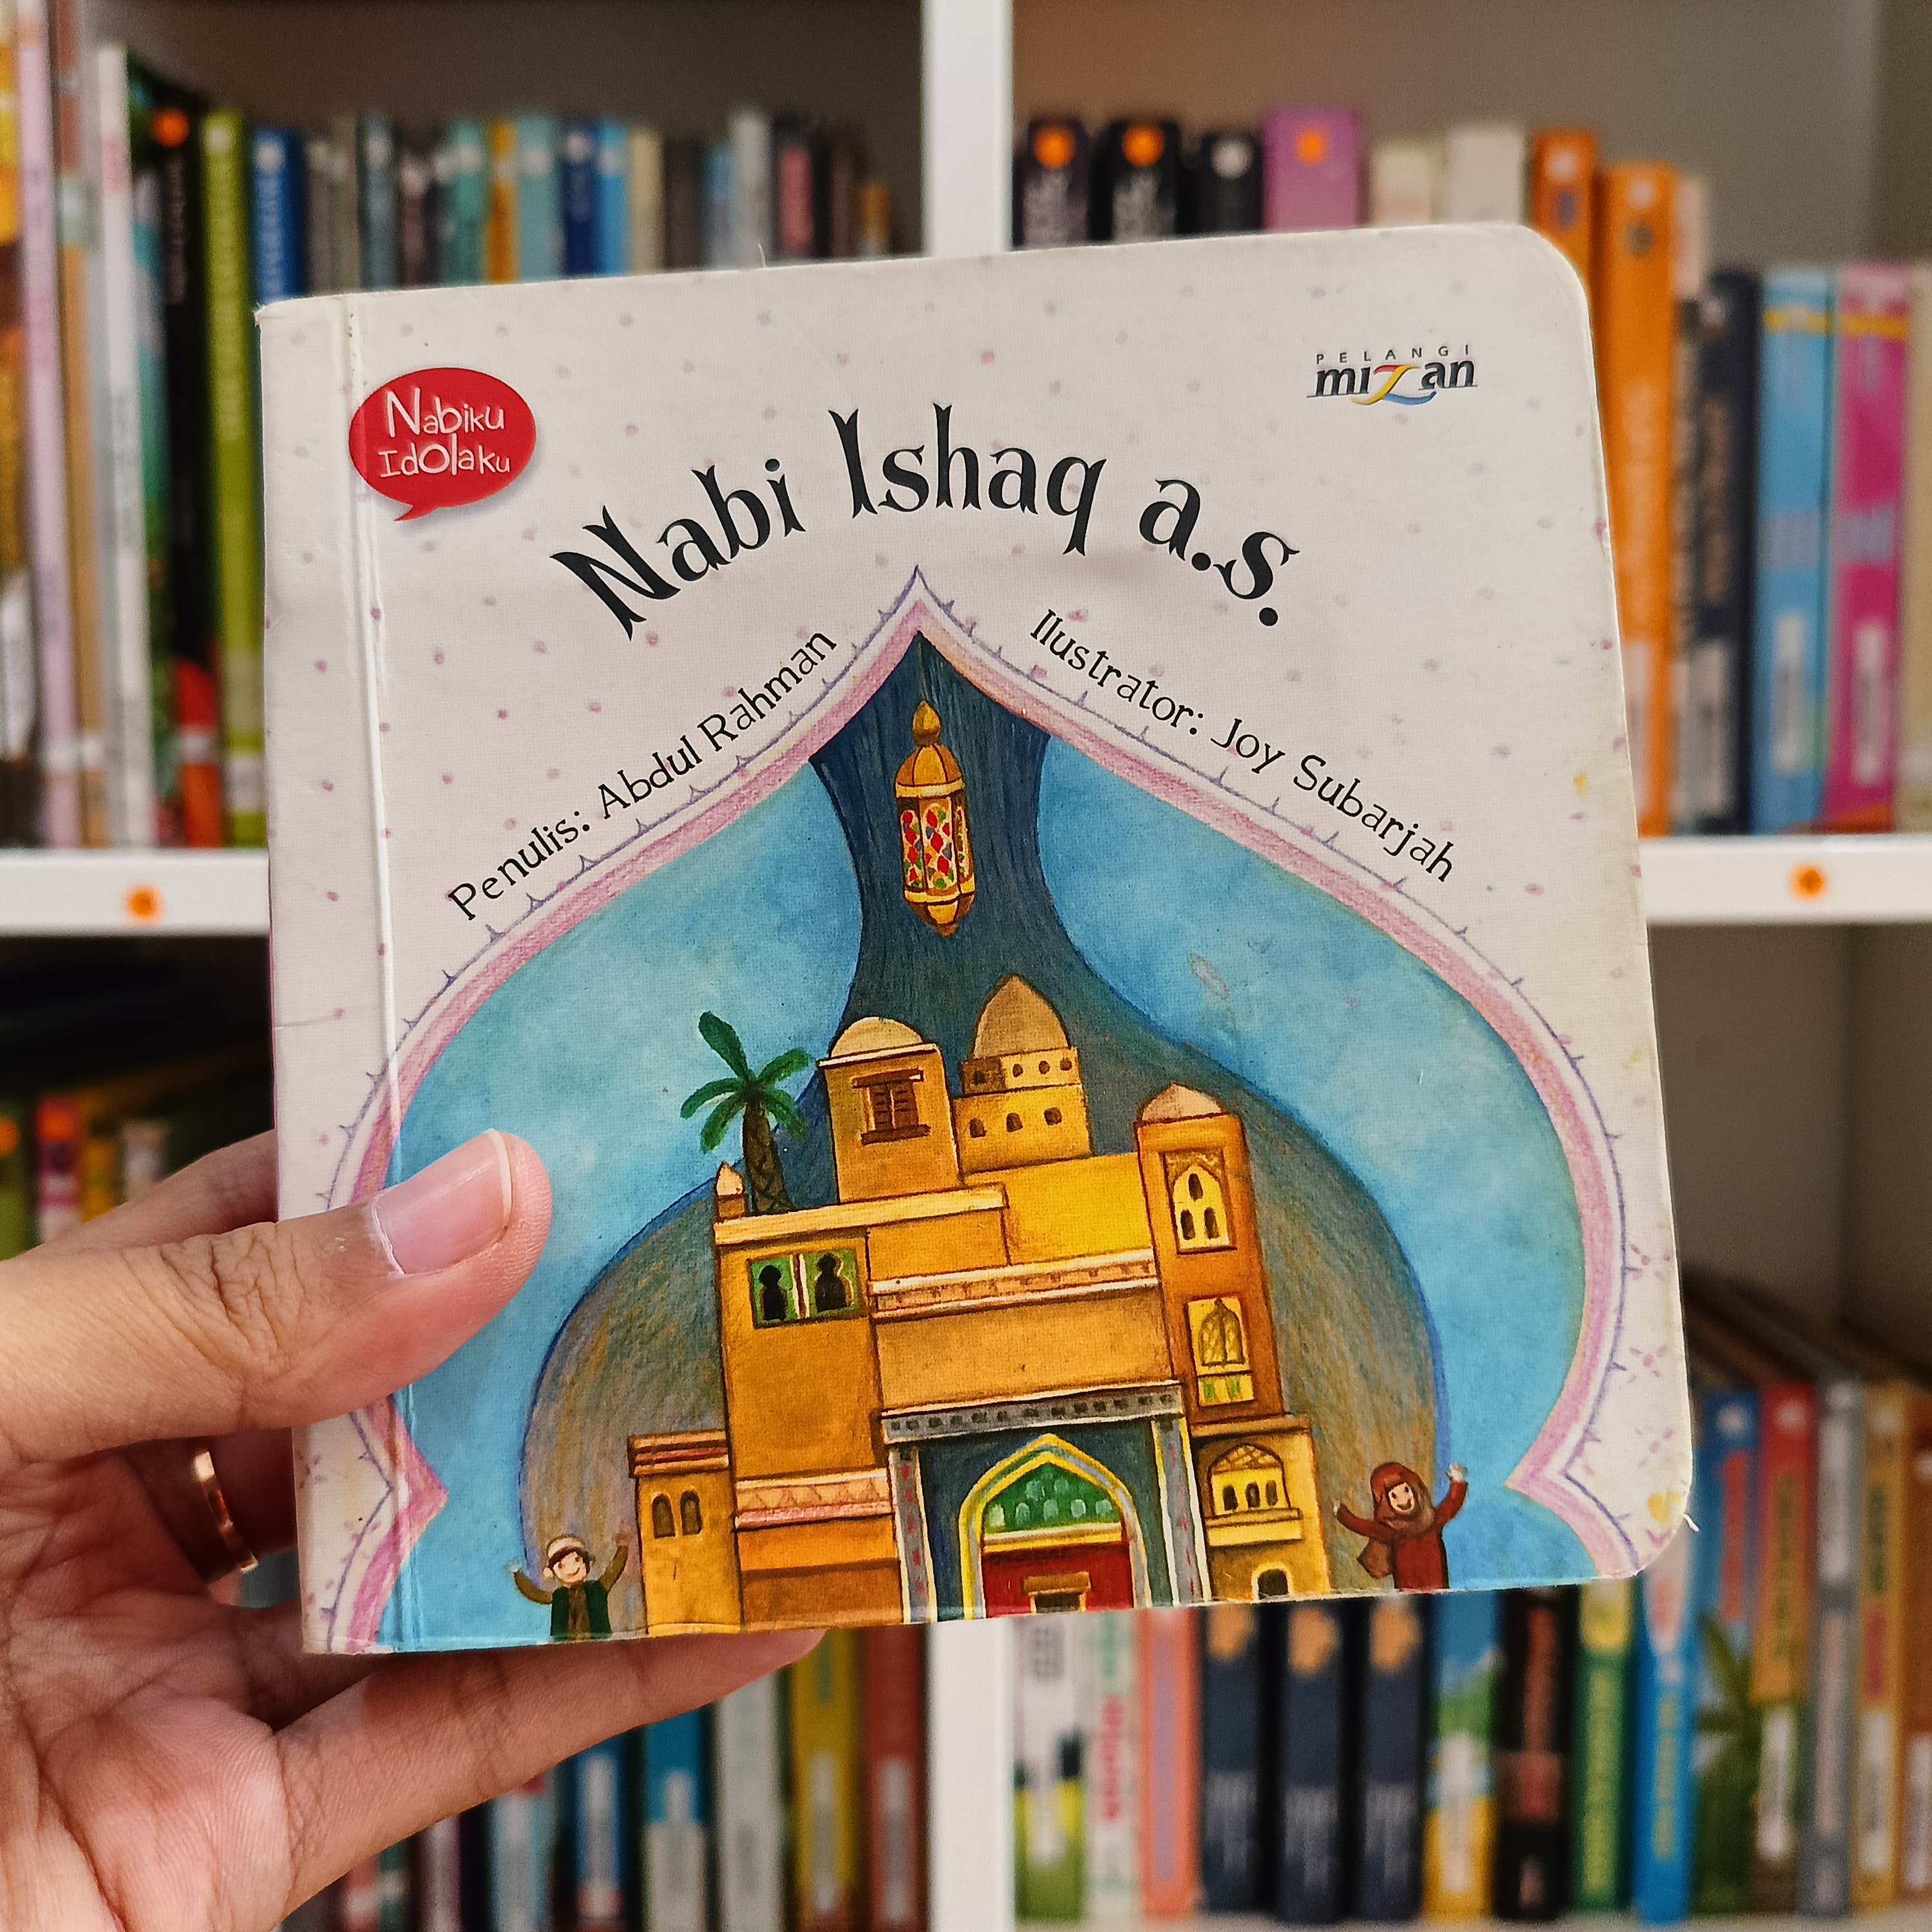 Nabiku
Idolaku
PELANGI
mizan
Nabi Ishaq a.s.
Penulis: Abdul Rahman
Ilustrator: Joy Subarjah